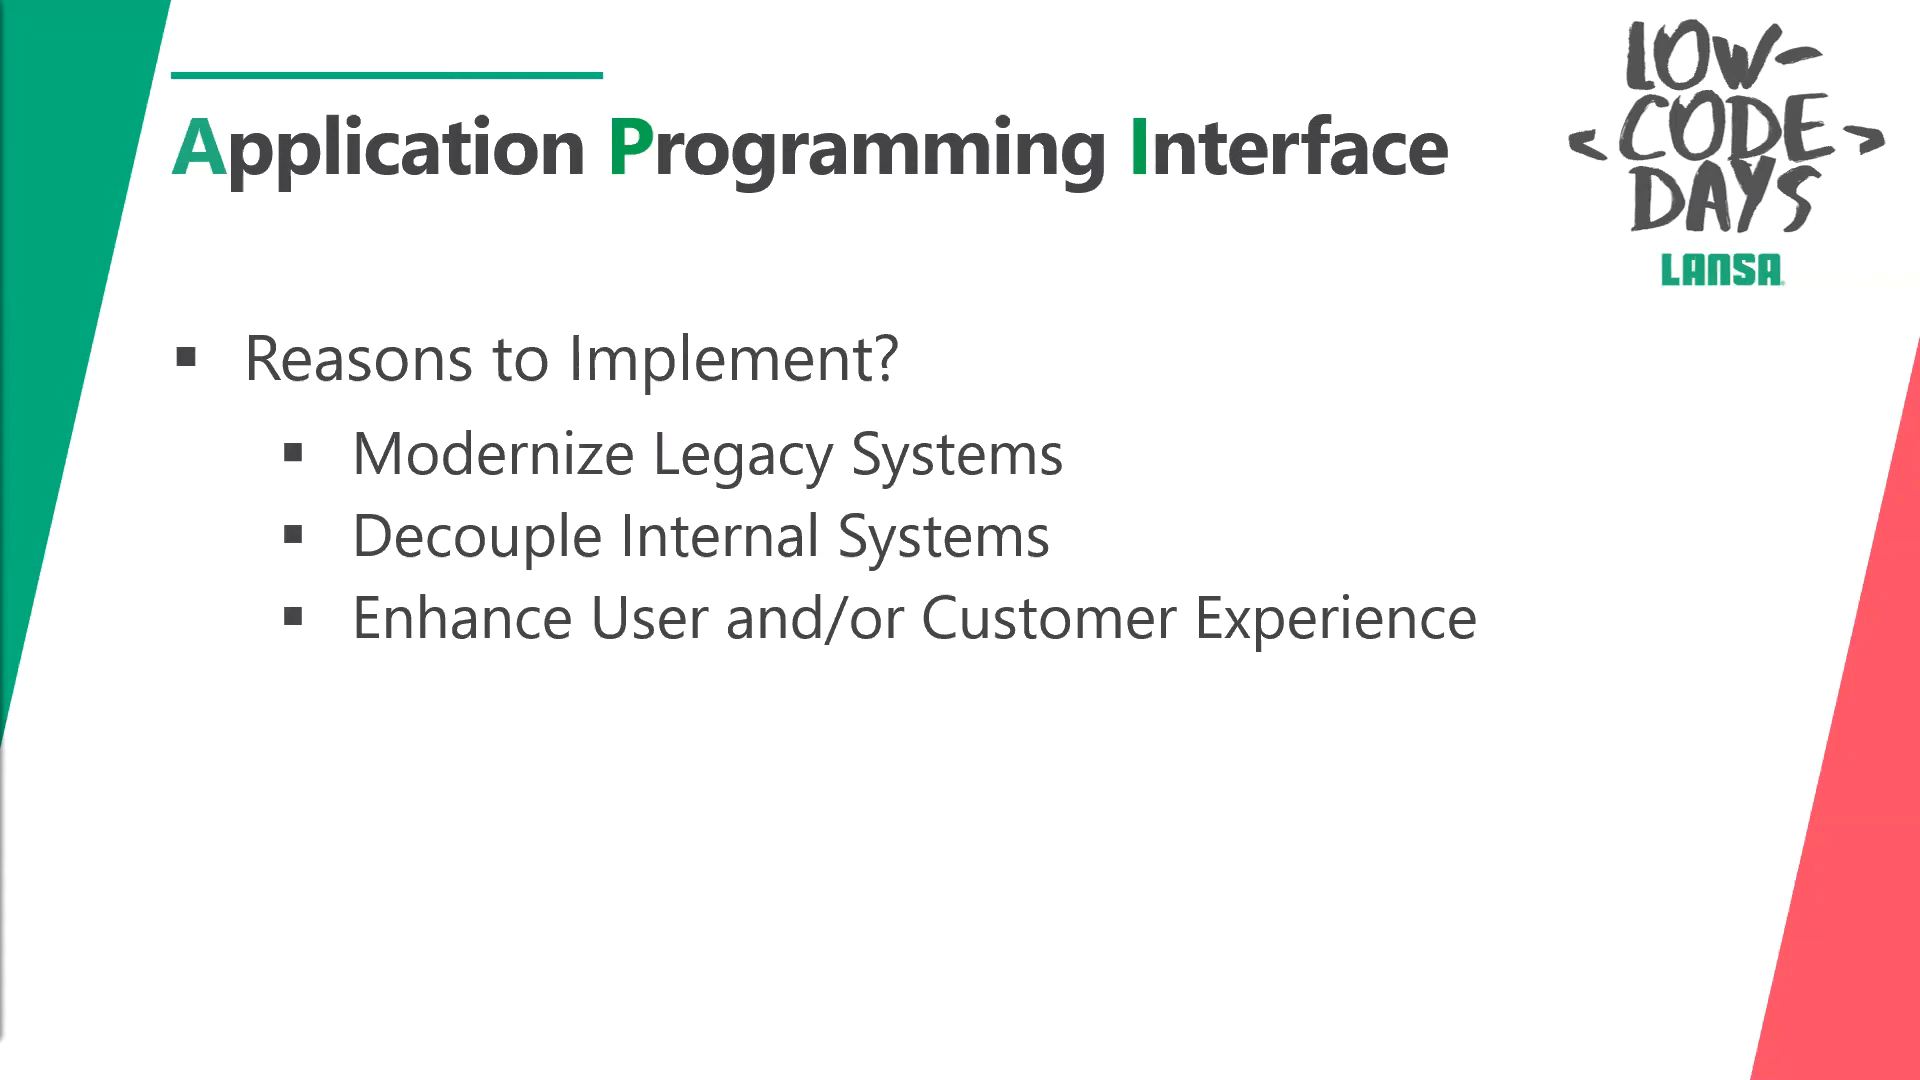 Application Programming Interface
LOW-
<CODE>
DAYS
LANSA
▪ Reasons to Implement?
▪ Modernize Legacy Systems
▪ Decouple Internal Systems
▪ Enhance User and/or Customer Experience